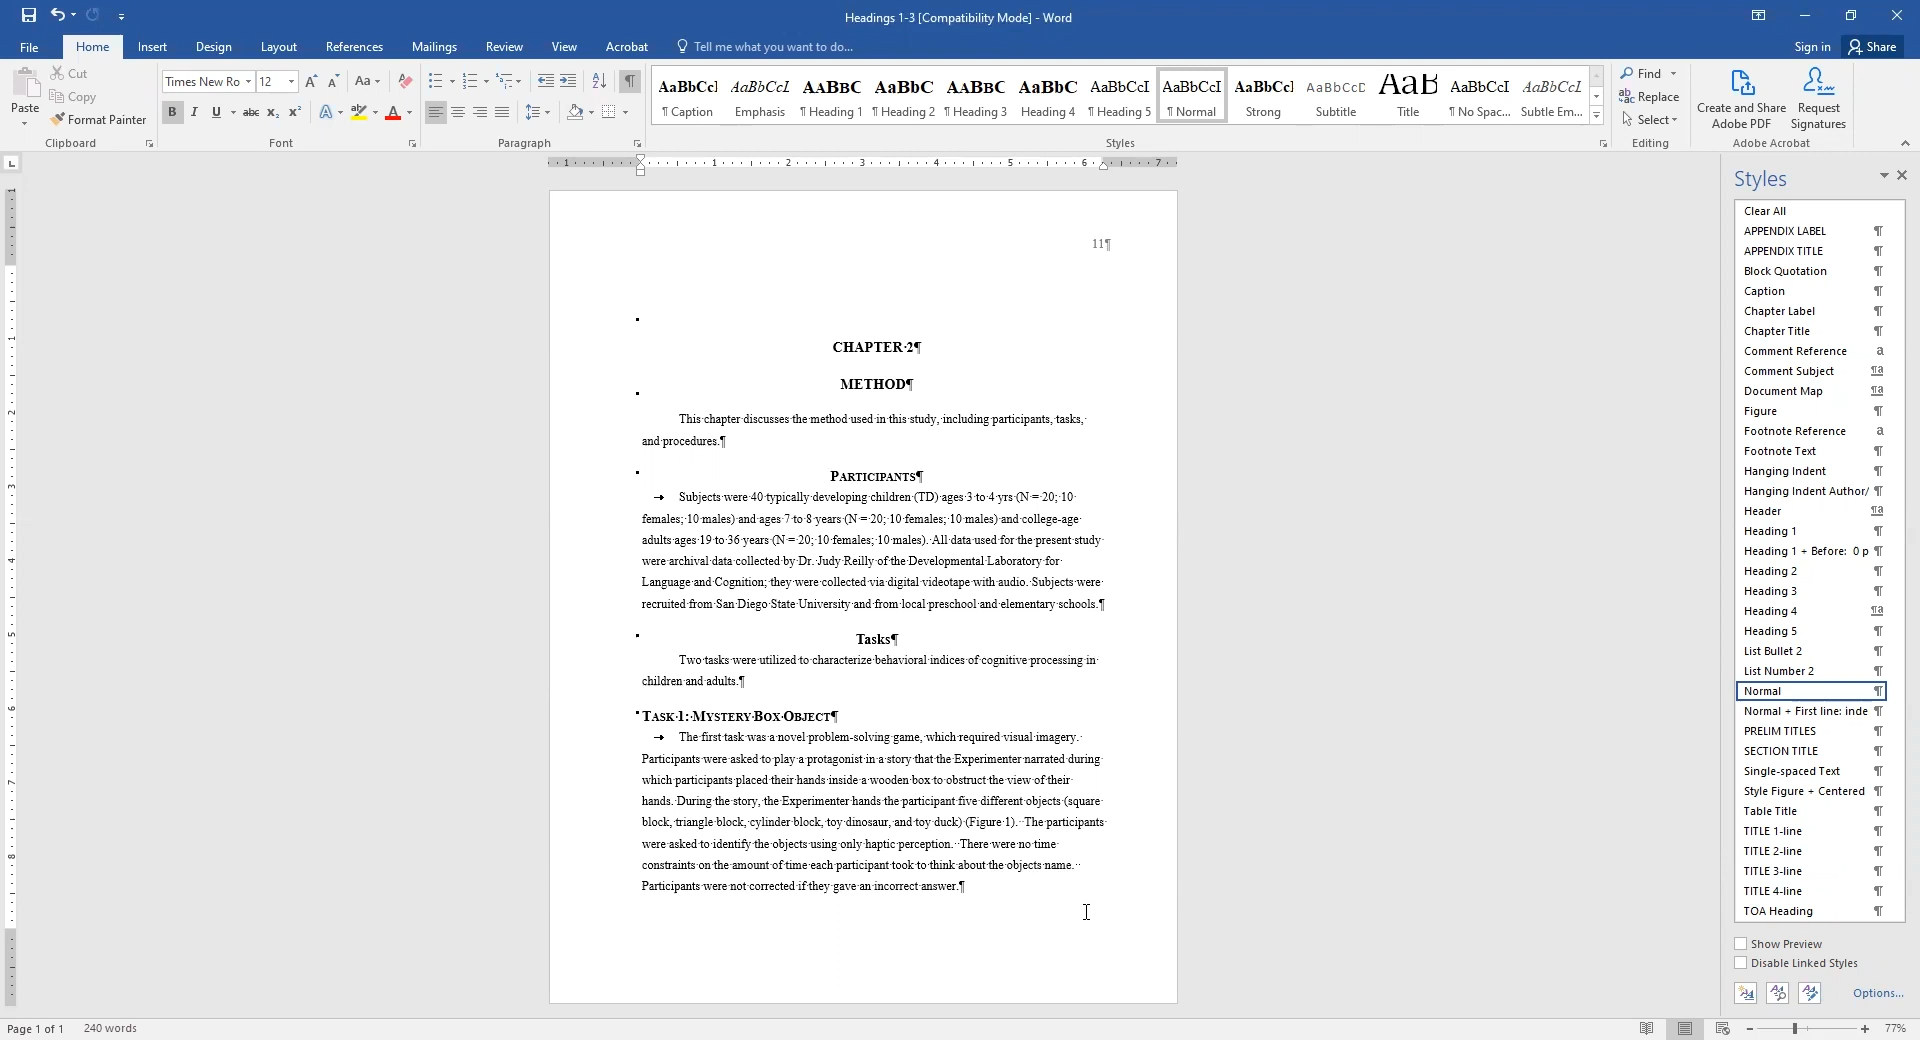 Headings 1-3 [Compatibility Mode] - Word
File Home Insert Design Layout References Mailings Review View Acrobat Tell me what you want to do... Sign in Share
Paste
Cut
Copy
Format Painter
Clipboard
Times New Ro 12
Font
Paragraph
AaBbCcI AaBbCcL AABBC AaBbC AABBC AaBbC AaBbCcI AaBbCcI AaBbCcI AaBbCcD AaB AaBbCcI AaBbCcL
¶ Caption Emphasis ¶ Heading 1 ¶ Heading 2 ¶ Heading 3 Heading 4 ¶ Heading 5 ¶ Normal Strong Subtitle Title ¶ No Spac... Subtle Em...
Styles
Find
Replace
Select
Editing
Create and Share
Adobe PDF
Request
Signatures
Adobe Acrobat
1 1 2 3 4 5 6 7
11¶
CHAPTER·2¶
METHOD¶
This·chapter·discusses·the·method·used·in·this·study,·including·participants,·tasks,·
and·procedures.¶
PARTICIPANTS¶
Subjects·were·40·typically·developing·children·(TD)·ages·3·to·4·yrs·(N·=·20;·10·
females;·10·males)·and·ages·7·to·8·years·(N·=·20;·10·females;·10·males)·and·college-age·
adults·ages·19·to·36·years·(N·=·20;·10·females;·10·males).·All·data·used·for·the·present·study·
were·archival·data·collected·by·Dr.·Judy·Reilly·of·the·Developmental·Laboratory·for·
Language·and·Cognition;·they·were·collected·via·digital·videotape·with·audio.·Subjects·were·
recruited·from·San·Diego·State·University·and·from·local·preschool·and·elementary·schools.¶
Tasks¶
Two·tasks·were·utilized·to·characterize·behavioral·indices·of·cognitive·processing·in·
children·and·adults.¶
TASK·1:·MYSTERY·BOX·OBJECT¶
The·first·task·was·a·novel·problem-solving·game,·which·required·visual·imagery.·
Participants·were·asked·to·play·a·protagonist·in·a·story·that·the·Experimenter·narrated·during·
which·participants·placed·their·hands·inside·a·wooden·box·to·obstruct·the·view·of·their·
hands.·During·the·story,·the·Experimenter·hands·the·participant·five·different·objects·(square·
block,·triangle·block,·cylinder·block,·toy·dinosaur,·and·toy·duck)·(Figure·1).··The·participants·
were·asked·to·identify·the·objects·using·only·haptic·perception.··There·were·no·time·
constraints·on·the·amount·of·time·each·participant·took·to·think·about·the·objects·name.··
Participants·were·not·corrected·if·they·gave·an·incorrect·answer.¶
Styles
Clear All
APPENDIX LABEL ¶
APPENDIX TITLE ¶
Block Quotation ¶
Caption ¶
Chapter Label ¶
Chapter Title ¶
Comment Reference a
Comment Subject ¶a
Document Map ¶a
Figure ¶
Footnote Reference a
Footnote Text ¶
Hanging Indent ¶
Hanging Indent Author/ ¶
Header ¶a
Heading 1 ¶
Heading 1 + Before: 0 p ¶
Heading 2 ¶
Heading 3 ¶
Heading 4 ¶a
Heading 5 ¶
List Bullet 2 ¶
List Number 2 ¶
Normal ¶
Normal + First line: inde ¶
PRELIM TITLES ¶
SECTION TITLE ¶
Single-spaced Text ¶
Style Figure + Centered ¶
Table Title ¶
TITLE 1-line ¶
TITLE 2-line ¶
TITLE 3-line ¶
TITLE 4-line ¶
TOA Heading ¶
Show Preview
Disable Linked Styles
Options...
Page 1 of 1 240 words
77%